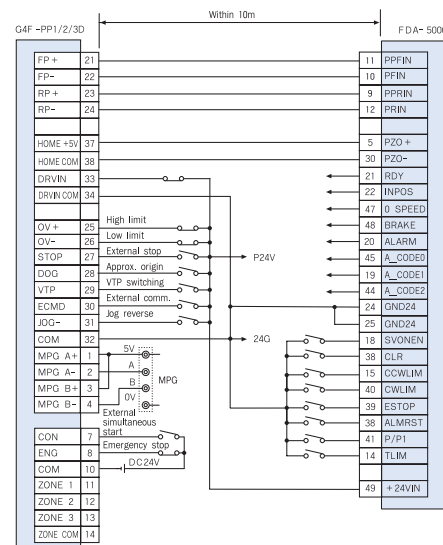 Within 10m
G4F -PP1/2/3D
FDA- 5000
FP + 21
FP- 22
RP + 23
RP- 24
HOME +5V 37
HOME COM 38
DRVIN 33
DRVIN COM 34
OV+ 25 High limit
OV- 26 Low limit
STOP 27 External stop
DOG 28 Approx. origin
VTP 29 VTP switching
ECMD 30 External comm.
JOG- 31 Jog reverse
COM 32
MPG A+ 1 5V
MPG A- 2 A
MPG B+ 3 B
MPG B- 4 0V
MPG
External
simultaneous
start
CON 7
Emergency stop
ENG 8
COM 10 DC24V
ZONE 1 11
ZONE 2 12
ZONE 3 13
ZONE COM 14
P24V
24G
11 PPFIN
10 PFIN
9 PPRIN
12 PRIN
5 PZO +
30 PZO-
21 RDY
22 INPOS
47 0 SPEED
48 BRAKE
20 ALARM
45 A_CODE0
19 A_CODE1
44 A_CODE2
24 GND24
25 GND24
18 SVONEN
38 CLR
15 CCWLIM
40 CWLIM
39 ESTOP
38 ALMRST
41 P/P1
14 TLIM
49 +24VIN